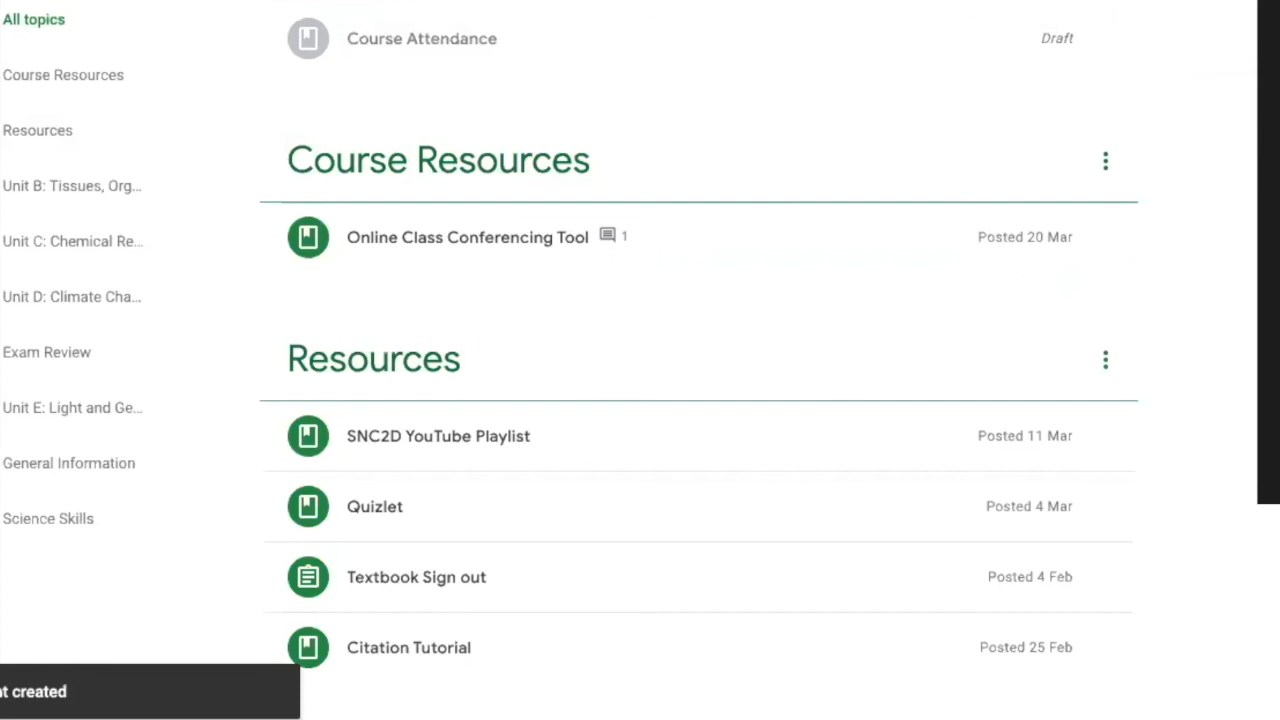 All topics
Course Resources
Resources
Unit B: Tissues, Org...
Unit C: Chemical Re...
Unit D: Climate Cha...
Exam Review
Unit E: Light and Ge...
General Information
Science Skills
Course Attendance Draft
Course Resources
Online Class Conferencing Tool 1 Posted 20 Mar
Resources
SNC2D YouTube Playlist Posted 11 Mar
Quizlet Posted 4 Mar
Textbook Sign out Posted 4 Feb
Citation Tutorial Posted 25 Feb
created